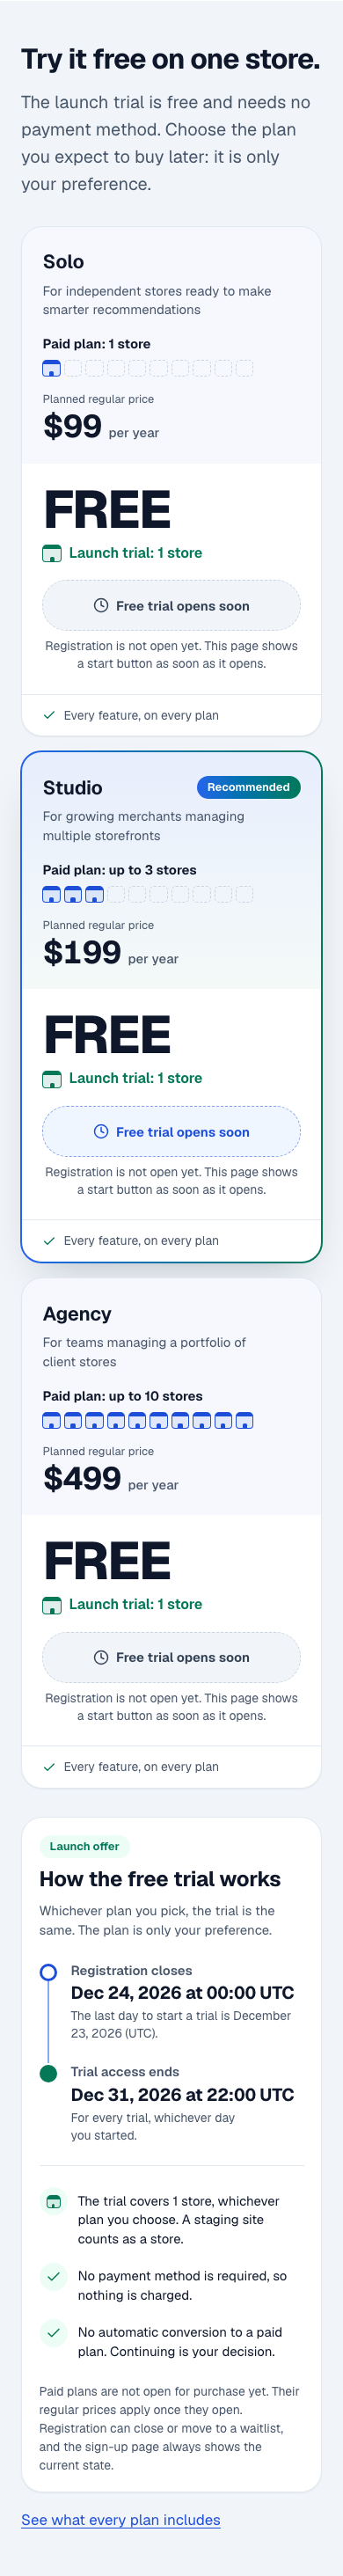 Try it free on one store.
The launch trial is free and needs no
payment method. Choose the plan
you expect to buy later: it is only
your preference.
Solo
For independent stores ready to make
smarter recommendations
Paid plan: 1 store
Planned regular price
$99 per year
FREE
Launch trial: 1 store
Free trial opens soon
Registration is not open yet. This page shows
a start button as soon as it opens.
Every feature, on every plan
Studio
Recommended
For growing merchants managing
multiple storefronts
Paid plan: up to 3 stores
Planned regular price
$199 per year
FREE
Launch trial: 1 store
Free trial opens soon
Registration is not open yet. This page shows
a start button as soon as it opens.
Every feature, on every plan
Agency
For teams managing a portfolio of
client stores
Paid plan: up to 10 stores
Planned regular price
$499 per year
FREE
Launch trial: 1 store
Free trial opens soon
Registration is not open yet. This page shows
a start button as soon as it opens.
Every feature, on every plan
Launch offer
How the free trial works
Whichever plan you pick, the trial is the
same. The plan is only your preference.
Registration closes
Dec 24, 2026 at 00:00 UTC
The last day to start a trial is December
23, 2026 (UTC).
Trial access ends
Dec 31, 2026 at 22:00 UTC
For every trial, whichever day
you started.
The trial covers 1 store, whichever
plan you choose. A staging site
counts as a store.
No payment method is required, so
nothing is charged.
No automatic conversion to a paid
plan. Continuing is your decision.
Paid plans are not open for purchase yet. Their
regular prices apply once they open.
Registration can close or move to a waitlist,
and the sign-up page always shows the
current state.
See what every plan includes